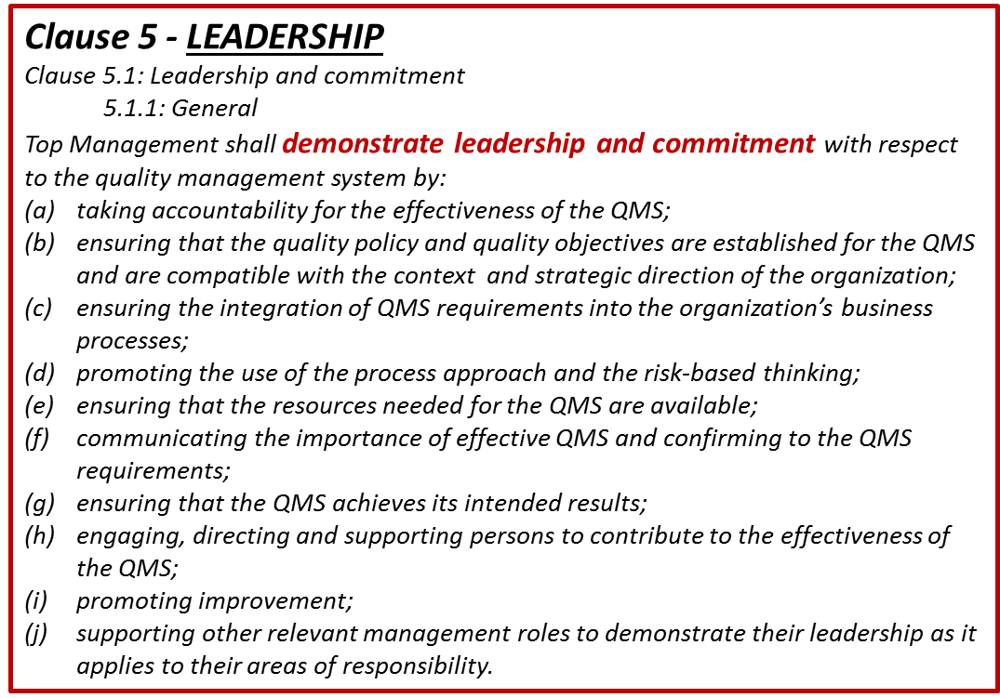 Clause 5 - LEADERSHIP
Clause 5.1: Leadership and commitment
5.1.1: General
Top Management shall demonstrate leadership and commitment with respect
to the quality management system by:
(a) taking accountability for the effectiveness of the QMS;
(b) ensuring that the quality policy and quality objectives are established for the QMS
and are compatible with the context and strategic direction of the organization;
(c) ensuring the integration of QMS requirements into the organization’s business
processes;
(d) promoting the use of the process approach and the risk-based thinking;
(e) ensuring that the resources needed for the QMS are available;
(f) communicating the importance of effective QMS and confirming to the QMS
requirements;
(g) ensuring that the QMS achieves its intended results;
(h) engaging, directing and supporting persons to contribute to the effectiveness of
the QMS;
(i) promoting improvement;
(j) supporting other relevant management roles to demonstrate their leadership as it
applies to their areas of responsibility.